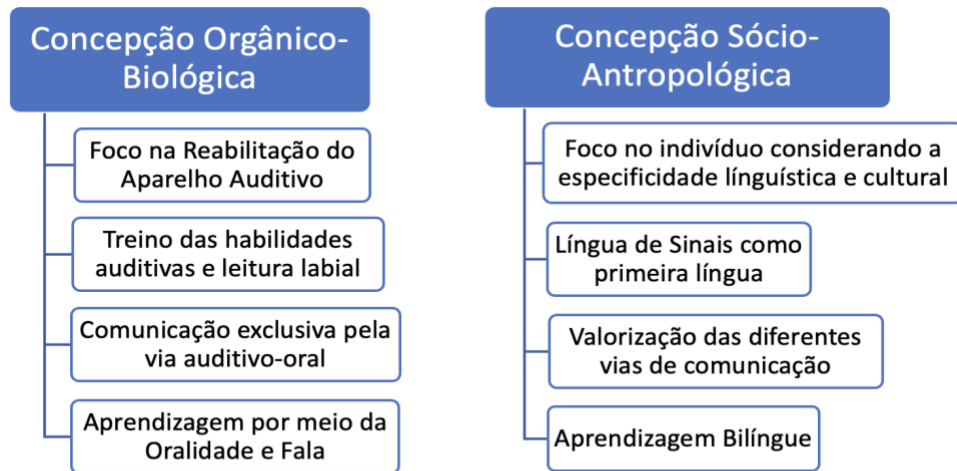 Concepção Orgânico-
Biológica
Foco na Reabilitação do
Aparelho Auditivo
Treino das habilidades
auditivas e leitura labial
Comunicação exclusiva pela
via auditivo-oral
Aprendizagem por meio da
Oralidade e Fala
Concepção Sócio-
Antropológica
Foco no indivíduo considerando a
especificidade línguística e cultural
Língua de Sinais como
primeira língua
Valorização das diferentes
vias de comunicação
Aprendizagem Bilíngue